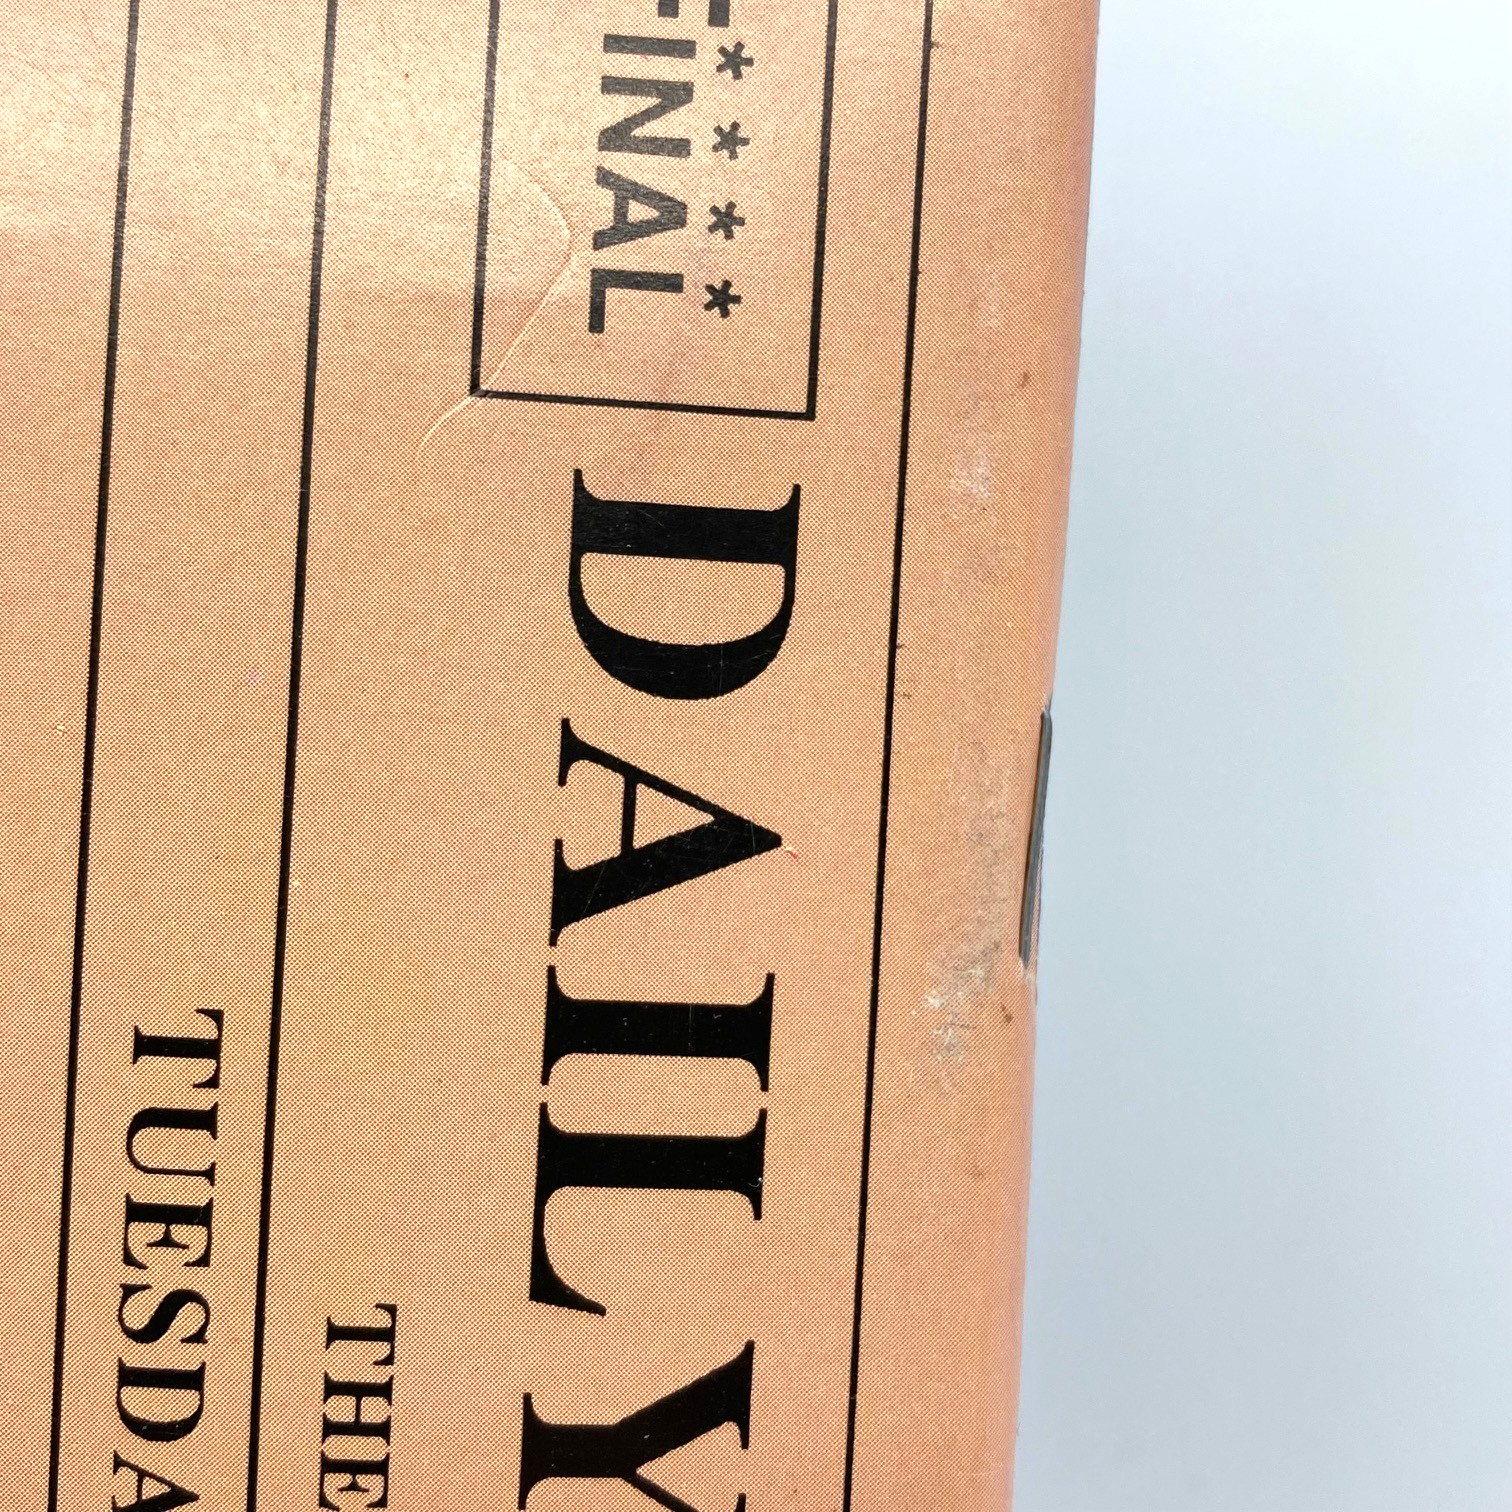 ****
FINAL
DAILY
THE
TUESDA